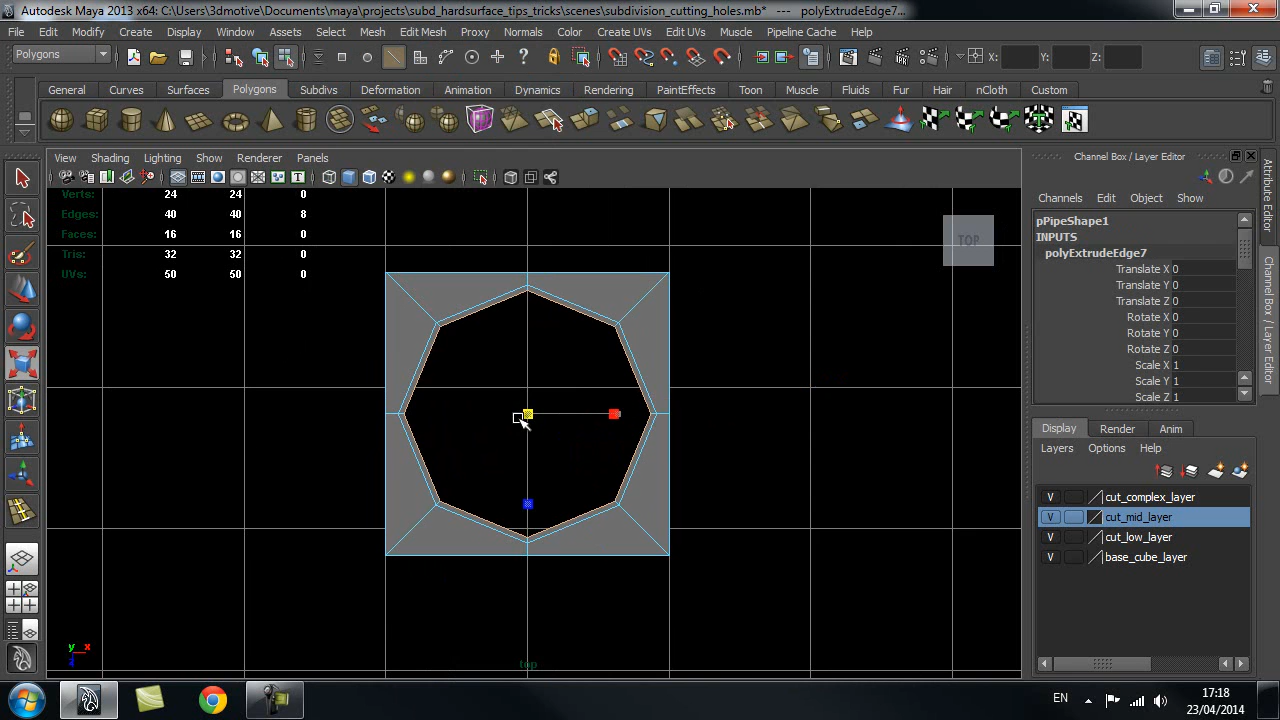 Autodesk Maya 2013 x64: c:\Users\3dmotive\Documents\maya\projects\subd_hardsurface_tips_tricks\scenes\subdivision_cutting_holes.mb* --- polyExtrudeEdge7...
File Edit Modify Create Display Window Assets Select Mesh Edit Mesh Proxy Normals Color Create UVs Edit UVs Muscle Pipeline Cache Help
Polygons X: Y: Z:
General Curves Surfaces Polygons Subdivs Deformation Animation Dynamics Rendering PaintEffects Toon Muscle Fluids Fur Hair nCloth Custom
View Shading Lighting Show Renderer Panels
Channel Box / Layer Editor
Verts: 24 24 0
Edges: 40 40 8
Faces: 16 16 0
Tris: 32 32 0
UVs: 50 50 0
TOP
top
y x
z
Channels Edit Object Show
pPipeShape1
INPUTS
polyExtrudeEdge7
Translate X 0
Translate Y 0
Translate Z 0
Rotate X 0
Rotate Y 0
Rotate Z 0
Scale X 1
Scale Y 1
Scale Z 1
Display Render Anim
Layers Options Help
V cut_complex_layer
V cut_mid_layer
V cut_low_layer
V base_cube_layer
Attribute Editor
Channel Box / Layer Editor
EN
17:18
23/04/2014